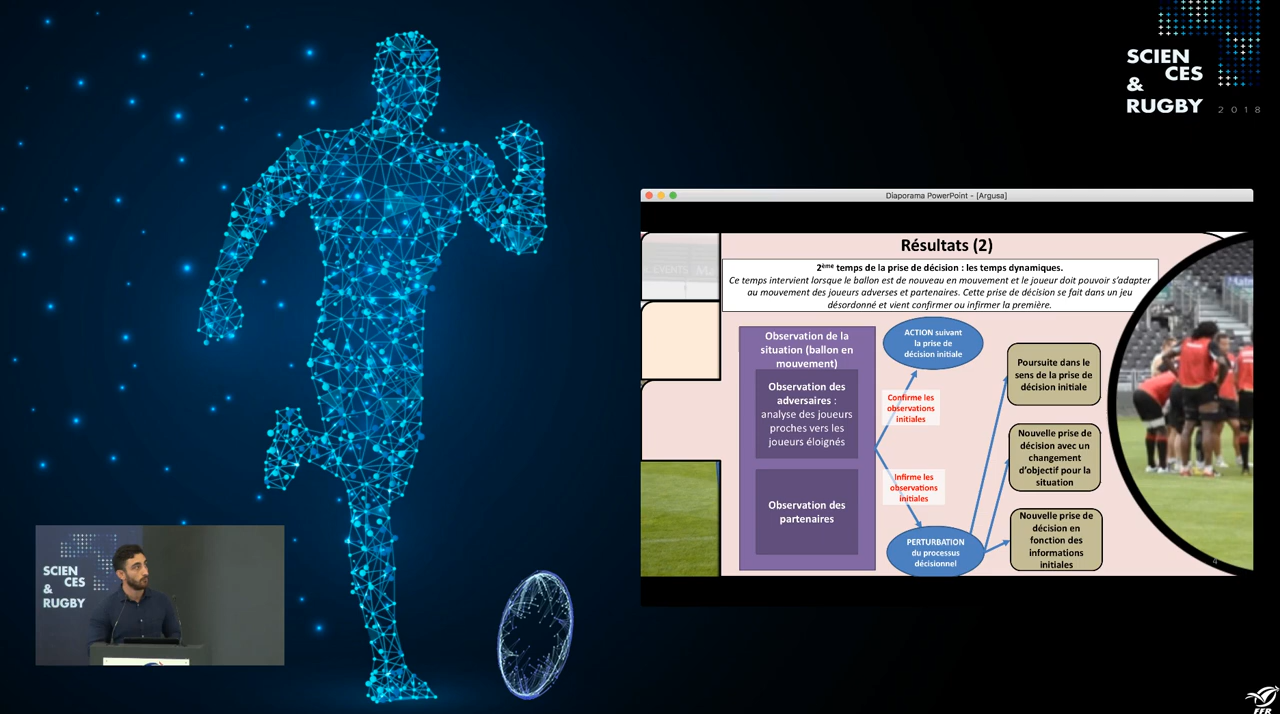 SCIEN
CES
&
RUGBY 2018
Diaporama PowerPoint - [Argusa]
Résultats (2)
2ème temps de la prise de décision : les temps dynamiques.
Ce temps intervient lorsque le ballon est de nouveau en mouvement et le joueur doit pouvoir s'adapter
au mouvement des joueurs adverses et partenaires. Cette prise de décision se fait dans un jeu
désordonné et vient confirmer ou infirmer la première.
Observation de la
situation (ballon en
mouvement)
Observation des
adversaires :
analyse des joueurs
proches vers les
joueurs éloignés
Observation des
partenaires
ACTION suivant
la prise de
décision initiale
Confirme les
observations
initiales
Infirme les
observations
initiales
PERTURBATION
du processus
décisionnel
Poursuite dans le
sens de la prise de
décision initiale
Nouvelle prise de
décision avec un
changement
d'objectif pour la
situation
Nouvelle prise de
décision en
fonction des
informations
initiales
4
SCIEN
CES
&
RUGBY
FFR